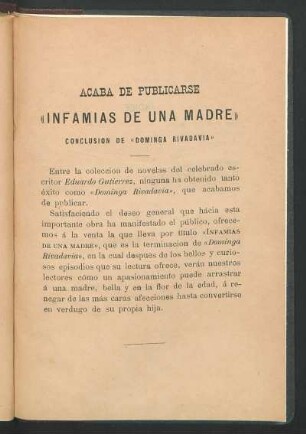 ACABA DE PUBLICARSE
«INFAMIAS DE UNA MADRE»
CONCLUSION DE «DOMINGA RIVADAVIA»
Entre la coleccion de novelas del celebrado es-
critor Eduardo Gutierrez, ninguna ha obtenido tanto
éxito como «Dominga Rivadavia», que acabamos
de publicar.
Satisfaciendo el deseo general que hácia esta
importante obra ha manifestado el público, ofrece-
mos á la venta la que lleva por título «INFAMIAS
DE UNA MADRE», que es la terminacion de «Dominga
Rivadavia», en la cual despues de los bellos y curio-
sos episodios que su lectura ofrece, verán nuestros
lectores cómo un apasionamiento puede arrastrar
á una madre, bella y en la flor de la edad, á re-
negar de las más caras afecciones hasta convertirse
en verdugo de su propia hija.